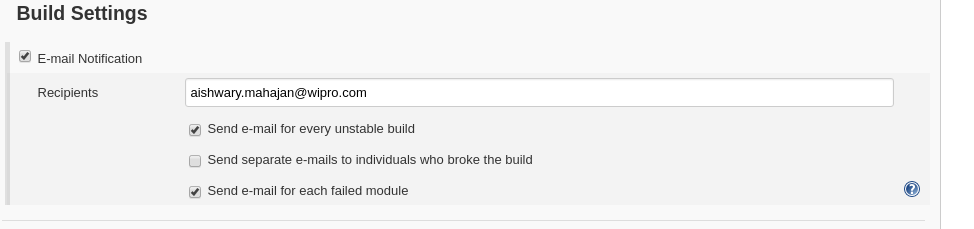 Build Settings
E-mail Notification
Recipients aishwary.mahajan@wipro.com
Send e-mail for every unstable build
Send separate e-mails to individuals who broke the build
Send e-mail for each failed module
?